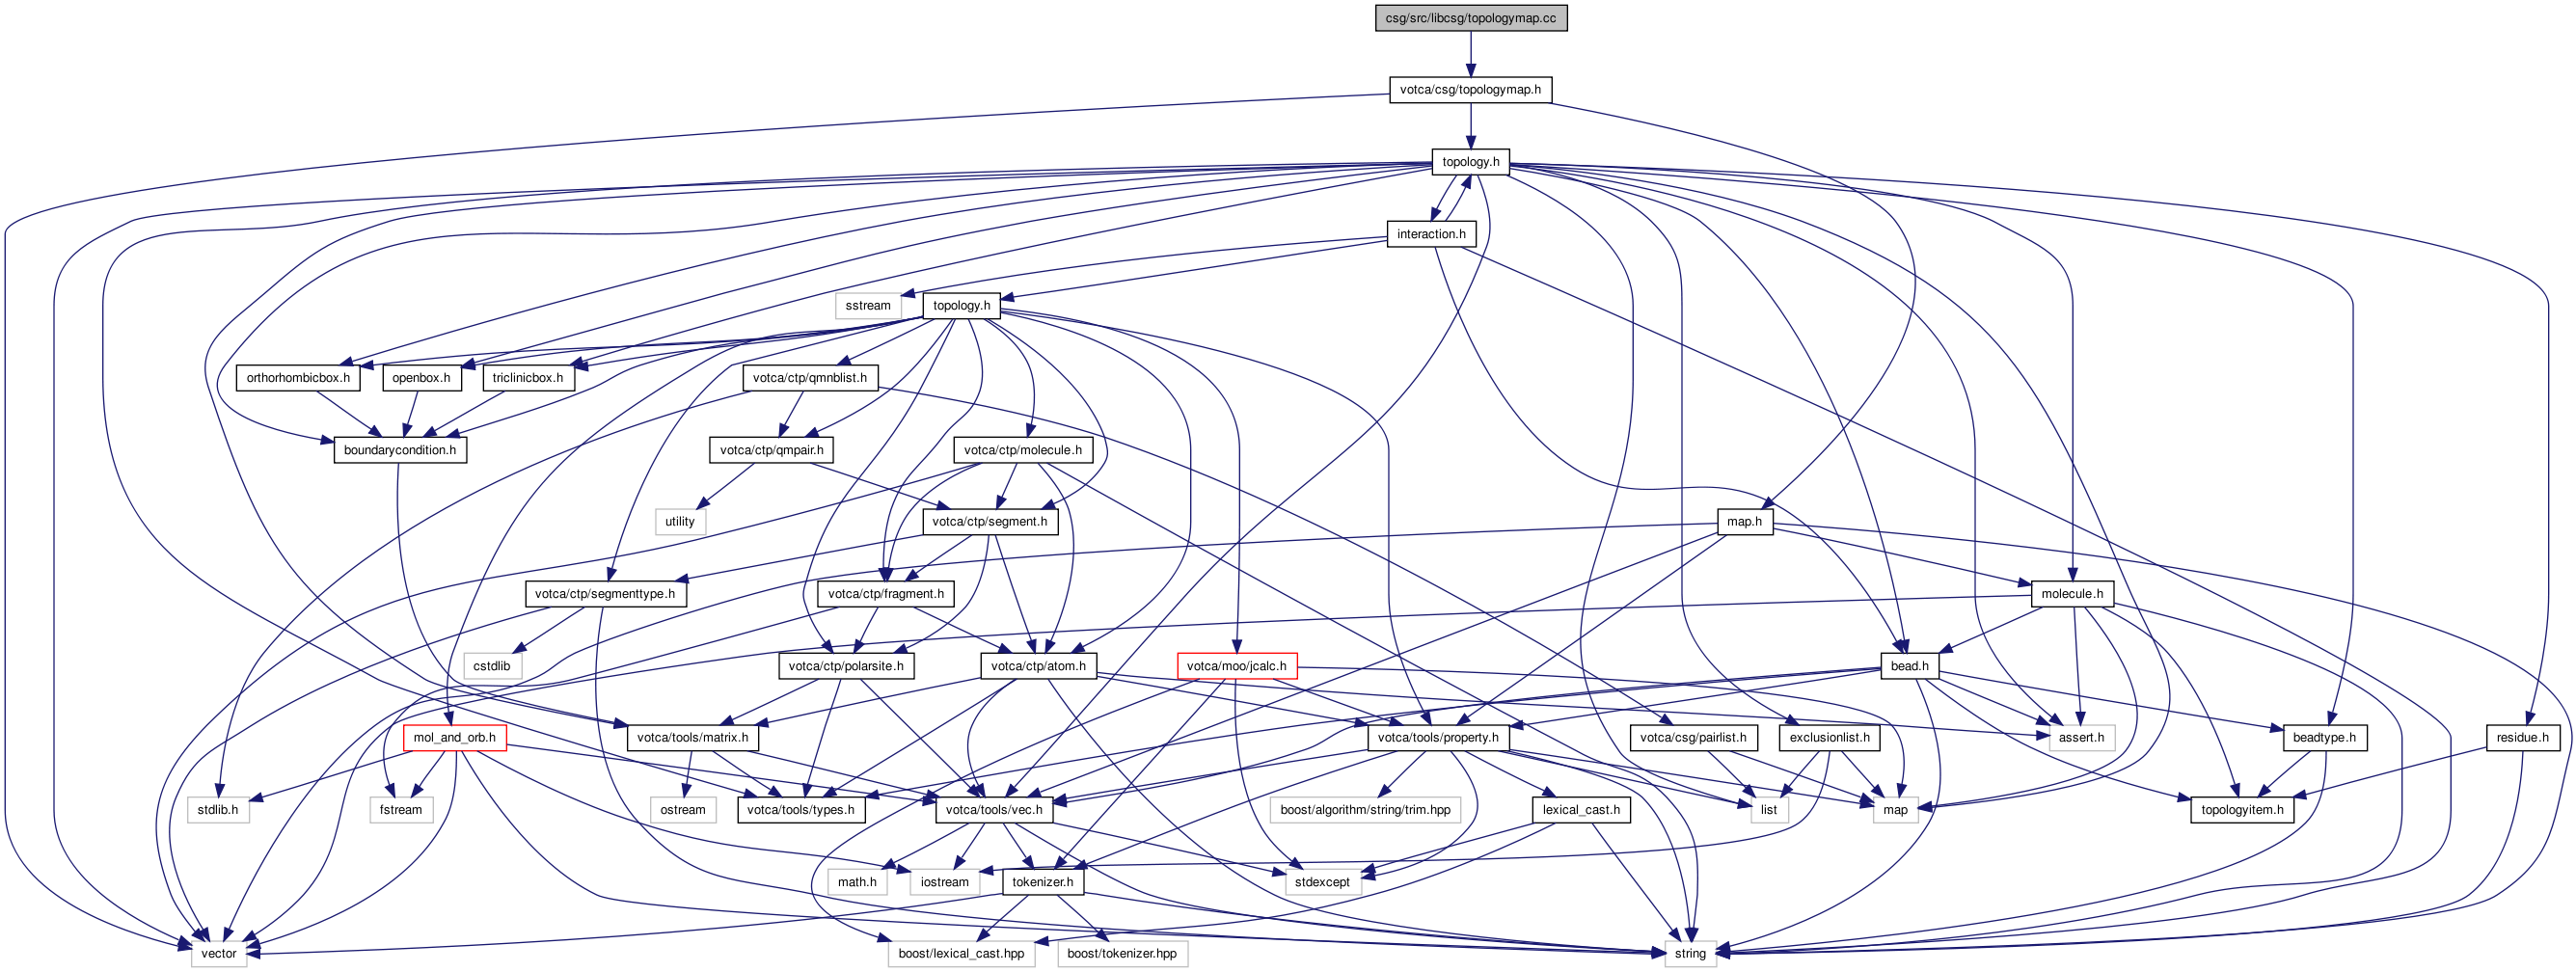 csg/src/libcsg/topologymap.cc
votca/csg/topologymap.h
topology.h
interaction.h
sstream
topology.h
orthorhombicbox.h
openbox.h
triclinicbox.h
votca/ctp/qmnblist.h
boundarycondition.h
votca/ctp/qmpair.h
votca/ctp/molecule.h
utility
votca/ctp/segment.h
map.h
votca/ctp/segmenttype.h
votca/ctp/fragment.h
molecule.h
cstdlib
votca/ctp/polarsite.h
votca/ctp/atom.h
votca/moo/jcalc.h
bead.h
mol_and_orb.h
votca/tools/matrix.h
votca/tools/property.h
votca/csg/pairlist.h
exclusionlist.h
assert.h
beadtype.h
residue.h
stdlib.h
fstream
ostream
votca/tools/types.h
votca/tools/vec.h
boost/algorithm/string/trim.hpp
lexical_cast.h
list
map
topologyitem.h
math.h
iostream
tokenizer.h
stdexcept
vector
boost/lexical_cast.hpp
boost/tokenizer.hpp
string